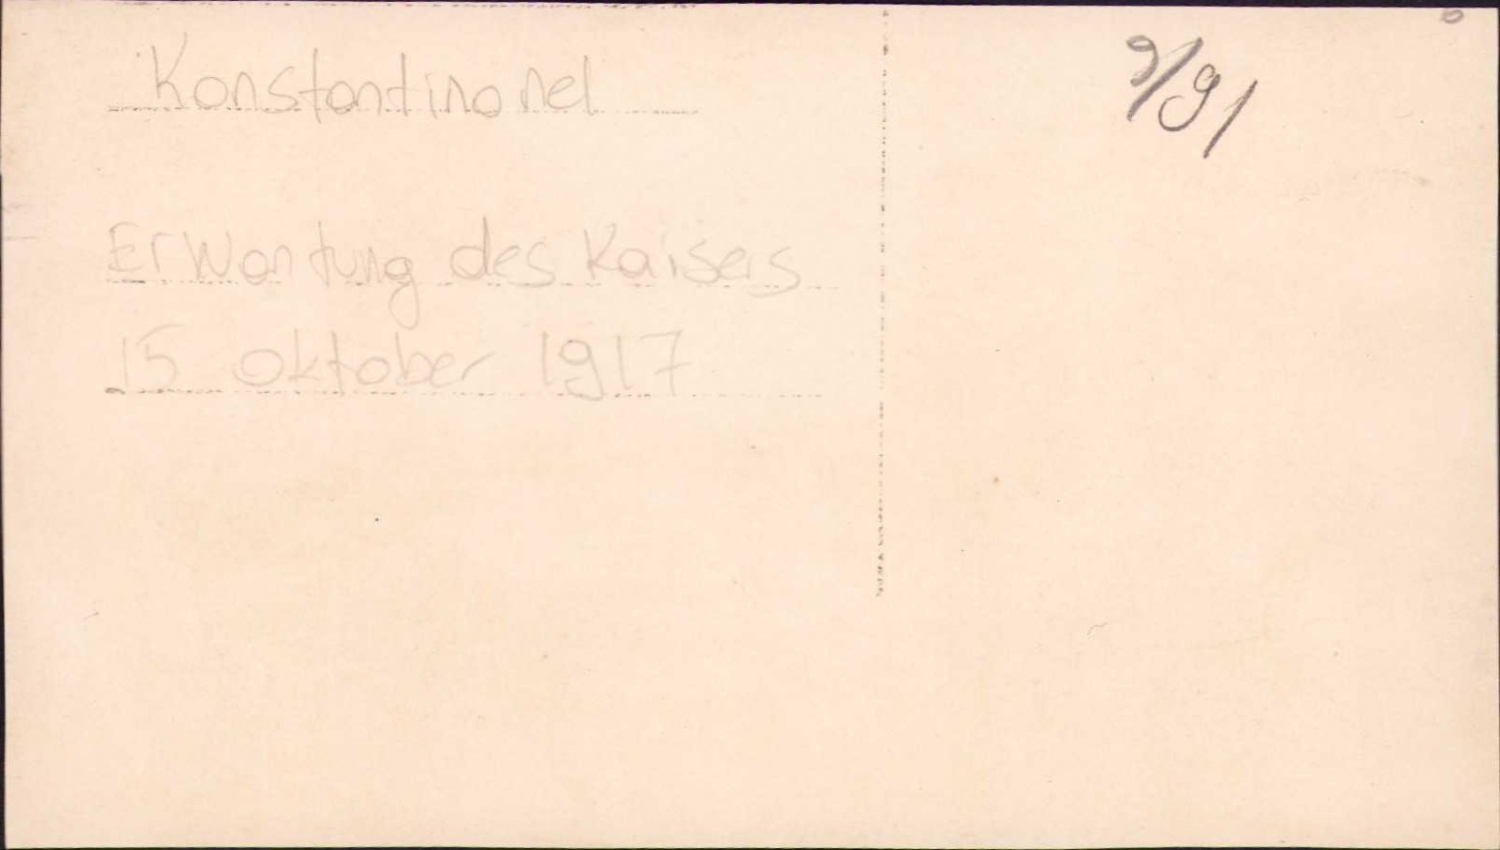 Konstantinopel
Erwartung des Kaisers
15 Oktober 1917
9/91